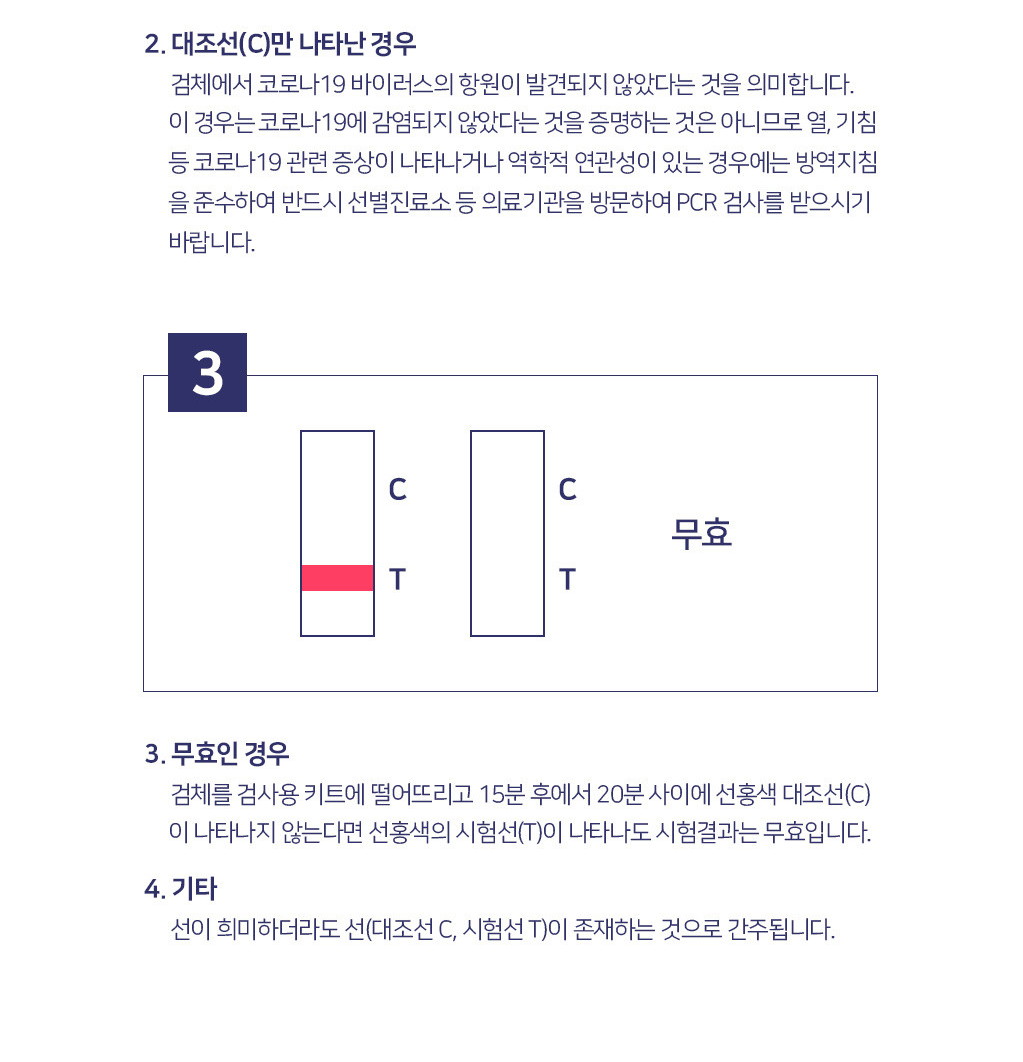 2. 대조선(C)만 나타난 경우
검체에서 코로나19 바이러스의 항원이 발견되지 않았다는 것을 의미합니다.
이 경우는 코로나19에 감염되지 않았다는 것을 증명하는 것은 아니므로 열, 기침
등 코로나19 관련 증상이 나타나거나 역학적 연관성이 있는 경우에는 방역지침
을 준수하여 반드시 선별진료소 등 의료기관을 방문하여 PCR 검사를 받으시기
바랍니다.
3
C
C
무효
T
T
3. 무효인 경우
검체를 검사용 키트에 떨어뜨리고 15분 후에서 20분 사이에 선홍색 대조선(C)
이 나타나지 않는다면 선홍색의 시험선(T)이 나타나도 시험결과는 무효입니다.
4. 기타
선이 희미하더라도 선(대조선 C, 시험선 T)이 존재하는 것으로 간주됩니다.